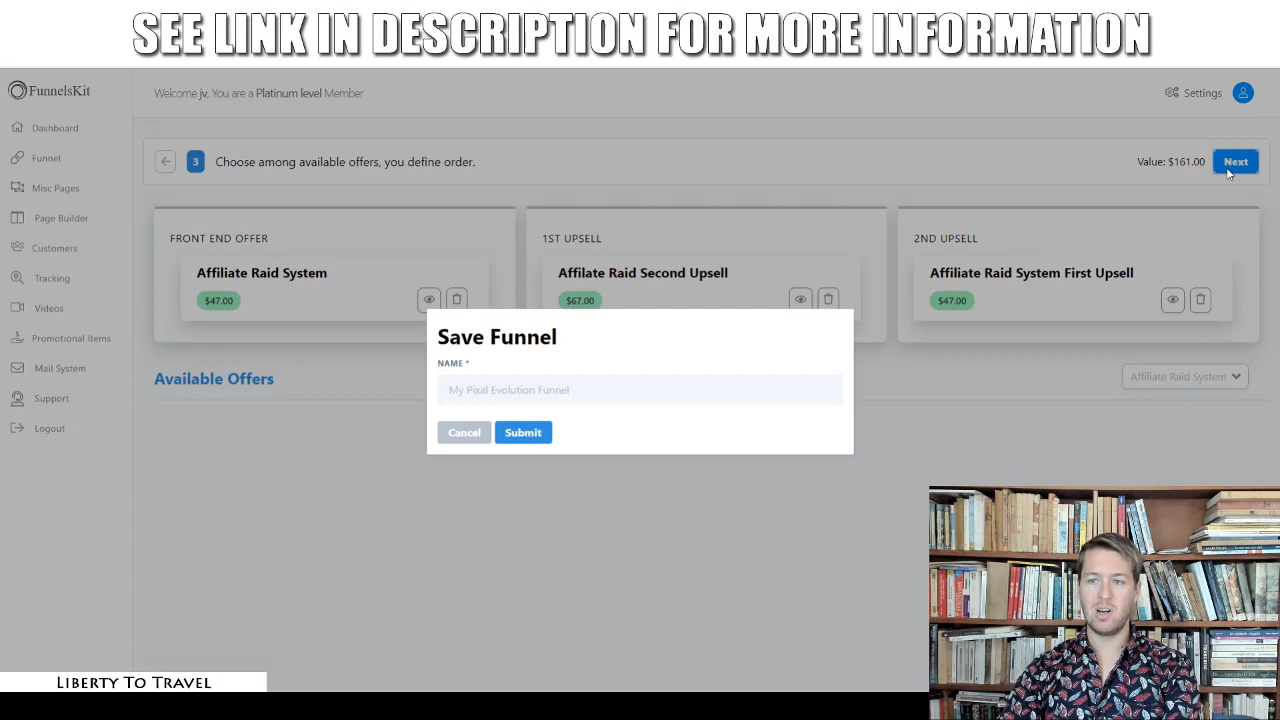 SEE LINK IN DESCRIPTION FOR MORE INFORMATION
FunnelsKit
Welcome jv, You are a Platinum level Member
Settings
Dashboard
Funnel
Misc Pages
Page Builder
Customers
Tracking
Videos
Promotional Items
Mail System
Support
Logout
3 Choose among available offers, you define order.
Value: $161.00 Next
FRONT END OFFER
Affiliate Raid System
$47.00
1ST UPSELL
Affilate Raid Second Upsell
$67.00
2ND UPSELL
Affiliate Raid System First Upsell
$47.00
Save Funnel
NAME *
My Pixal Evolution Funnel
Cancel Submit
Available Offers
Affiliate Raid System
LIBERTY TO TRAVEL